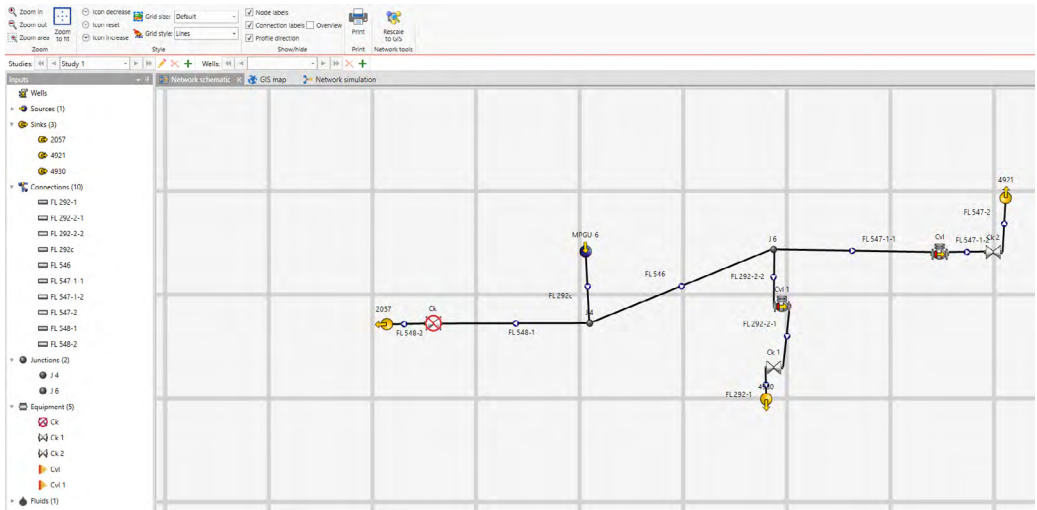 Zoom in
Zoom out
Zoom area
Zoom to fit
Zoom
Icon decrease
Icon reset
Icon increase
Grid size: Default
Grid style: Lines
Style
Node labels
Connection labels
Overview
Profile direction
Show/hide
Print
Print
Rescale to GIS
Network tools
Studies: Study 1
Wells:
Inputs
Wells
Sources (1)
Sinks (3)
2057
4921
4930
Connections (10)
FL 292-1
FL 292-2-1
FL 292-2-2
FL 292c
FL 546
FL 547-1-1
FL 547-1-2
FL 547-2
FL 548-1
FL 548-2
Junctions (2)
J 4
J 6
Equipment (5)
Ck
Ck 1
Ck 2
Cvl
Cvl 1
Fluids (1)
Network schematic
GIS map
Network simulation
4921
FL 547-2
MPGU 6
J 6
FL 547-1-1
Cvl
FL 547-1-2
Ck 2
FL 546
FL 292-2-2
Cvl 1
FL 292c
2057
Ck
J 4
FL 548-2
FL 548-1
FL 292-2-1
Ck 1
4930
FL 292-1